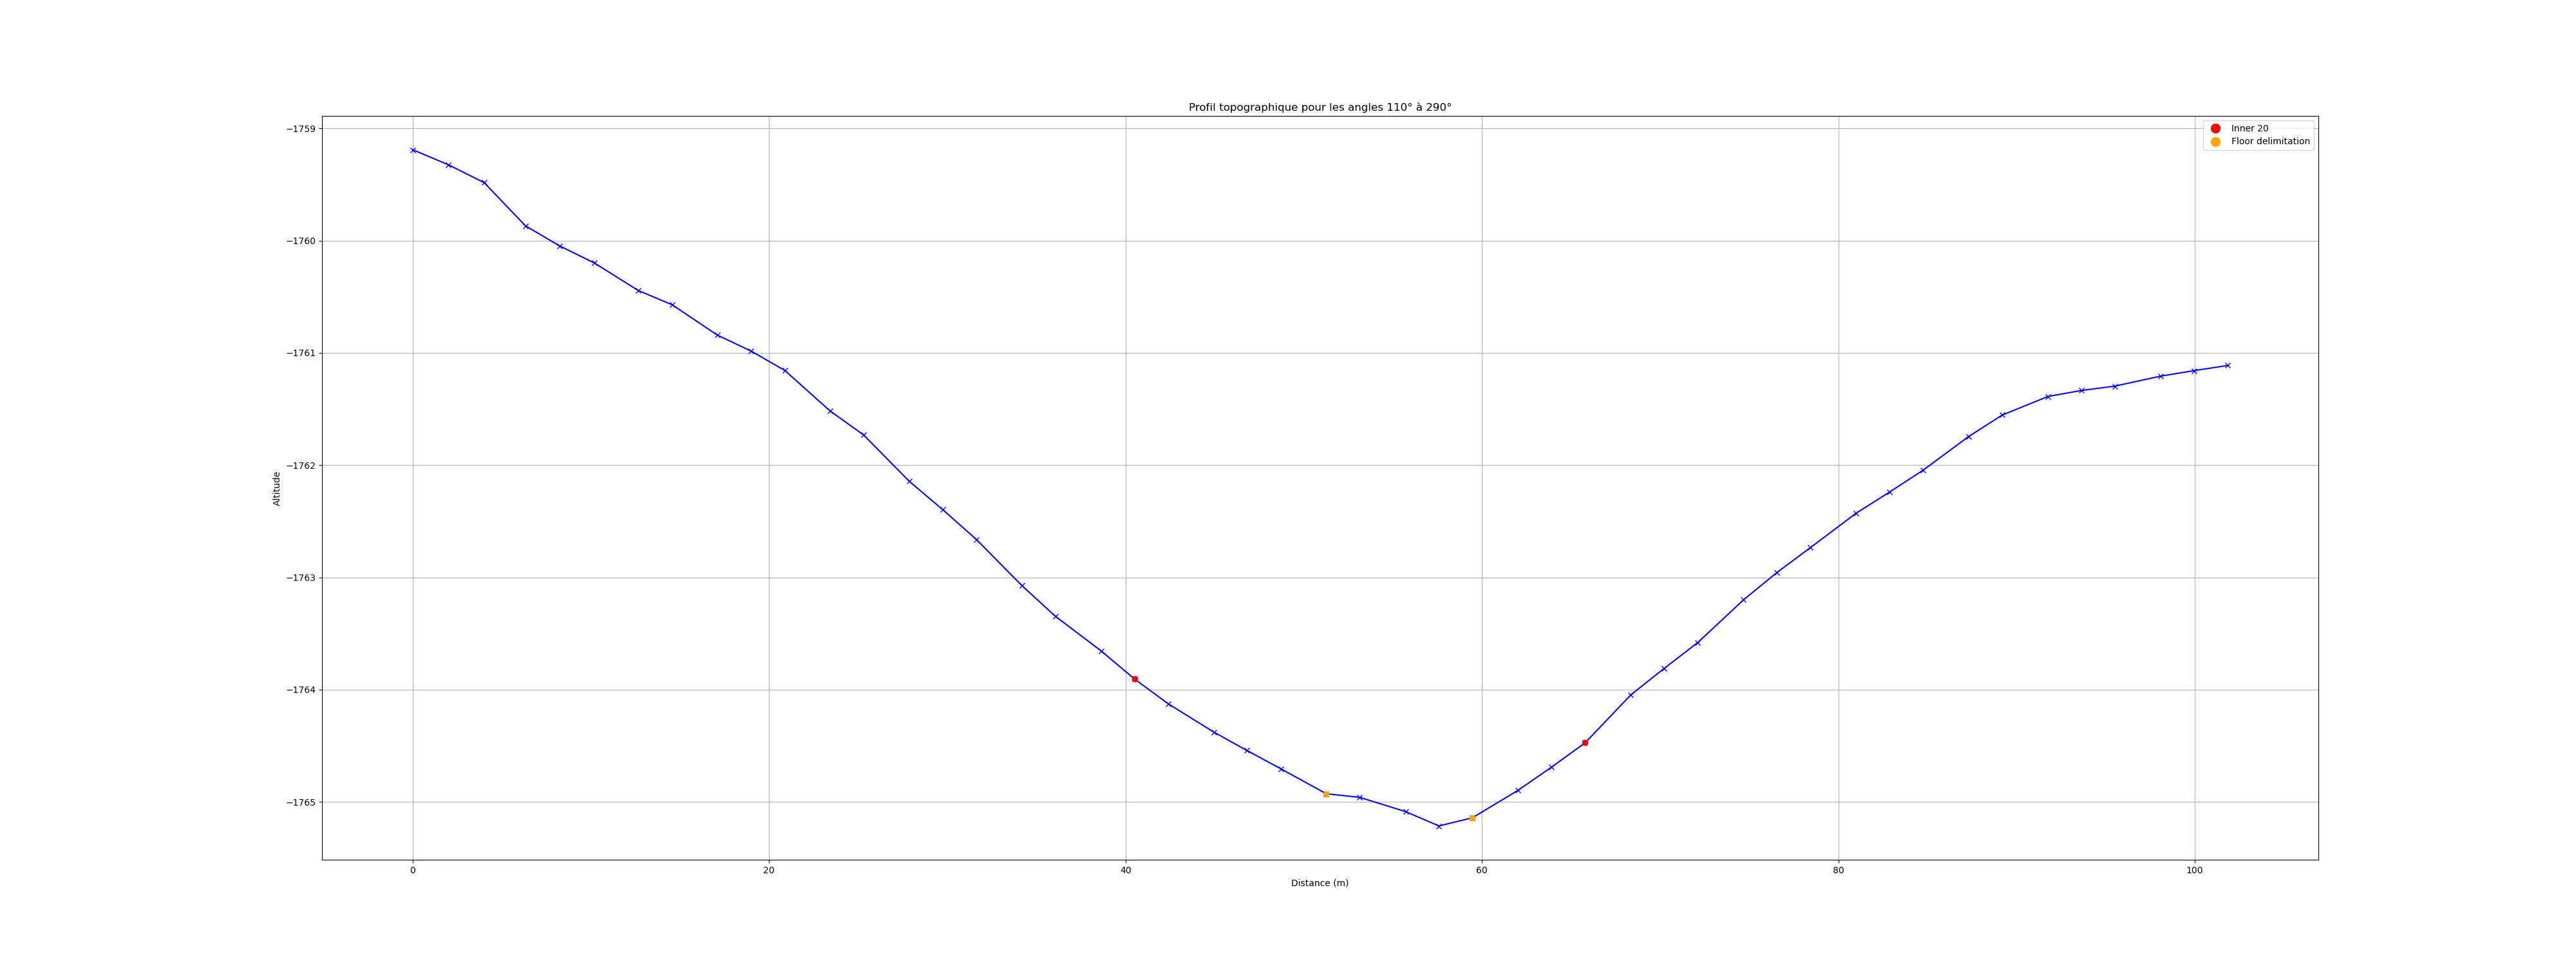 Profil topographique pour les angles 110° à 290°
Inner 20
Floor delimitation
Altitude
−1759
−1760
−1761
−1762
−1763
−1764
−1765
0 20 40 60 80 100
Distance (m)